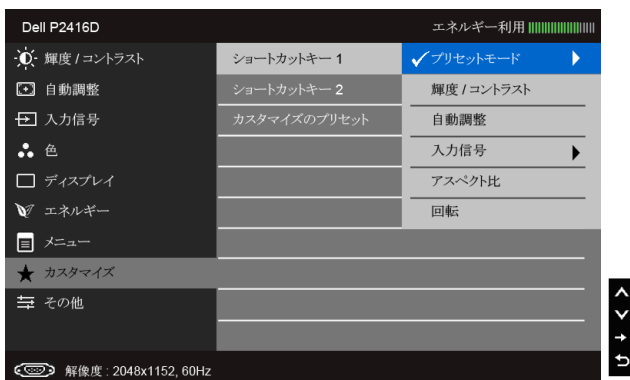 Dell P2416D
エネルギー利用
輝度 / コントラスト
自動調整
入力信号
色
ディスプレイ
エネルギー
メニュー
カスタマイズ
その他
ショートカットキー 1
ショートカットキー 2
カスタマイズのプリセット
プリセットモード
輝度 / コントラスト
自動調整
入力信号
アスペクト比
回転
解像度 : 2048x1152, 60Hz